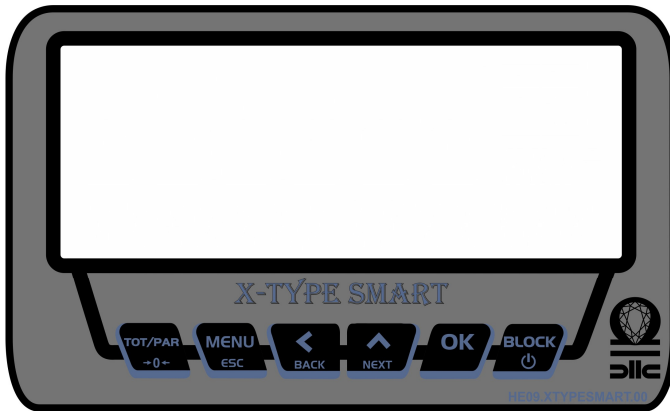 X-TYPE SMART
TOT/PAR MENU < ^ OK BLOCK
→0← ESC BACK NEXT
HE09.XTYPESMART.00